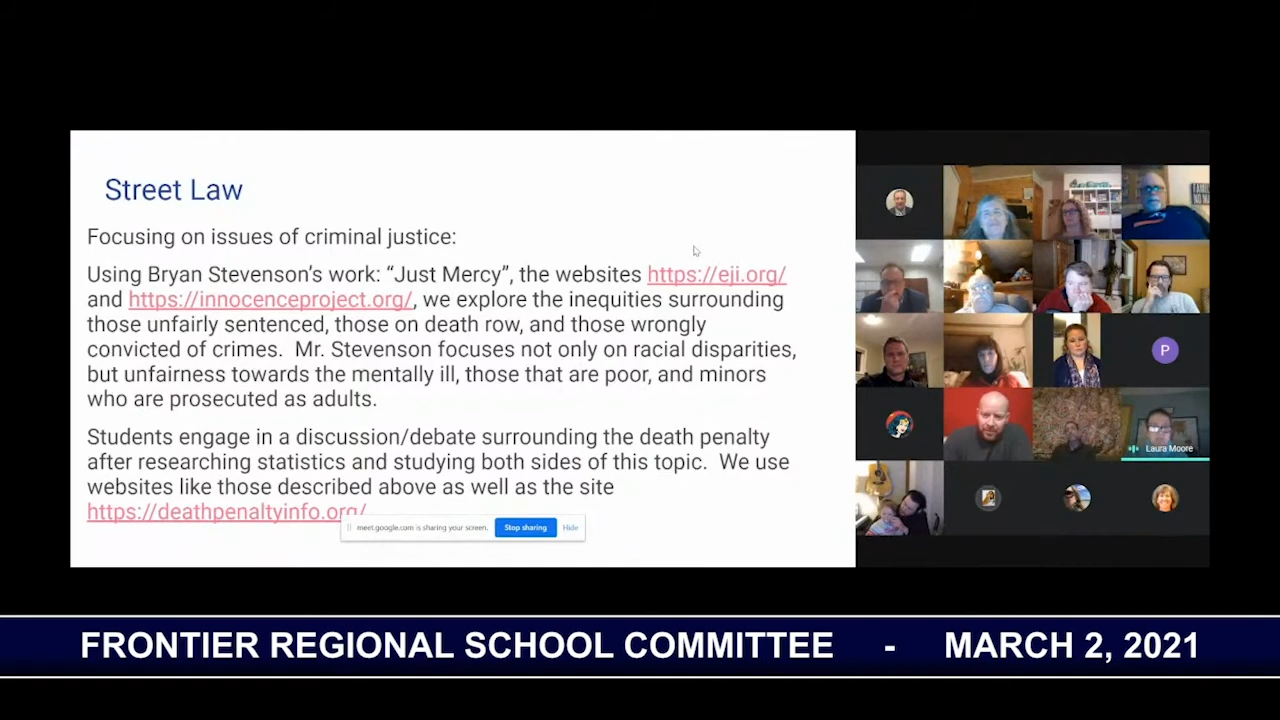 Street Law
Focusing on issues of criminal justice:
Using Bryan Stevenson's work: “Just Mercy”, the websites https://eji.org/
and https://innocenceproject.org/, we explore the inequities surrounding
those unfairly sentenced, those on death row, and those wrongly
convicted of crimes. Mr. Stevenson focuses not only on racial disparities,
but unfairness towards the mentally ill, those that are poor, and minors
who are prosecuted as adults.
Students engage in a discussion/debate surrounding the death penalty
after researching statistics and studying both sides of this topic. We use
websites like those described above as well as the site
https://deathpenaltyinfo.org/
meet.google.com is sharing your screen. Stop sharing Hide
P
Laura Moore
FRONTIER REGIONAL SCHOOL COMMITTEE - MARCH 2, 2021